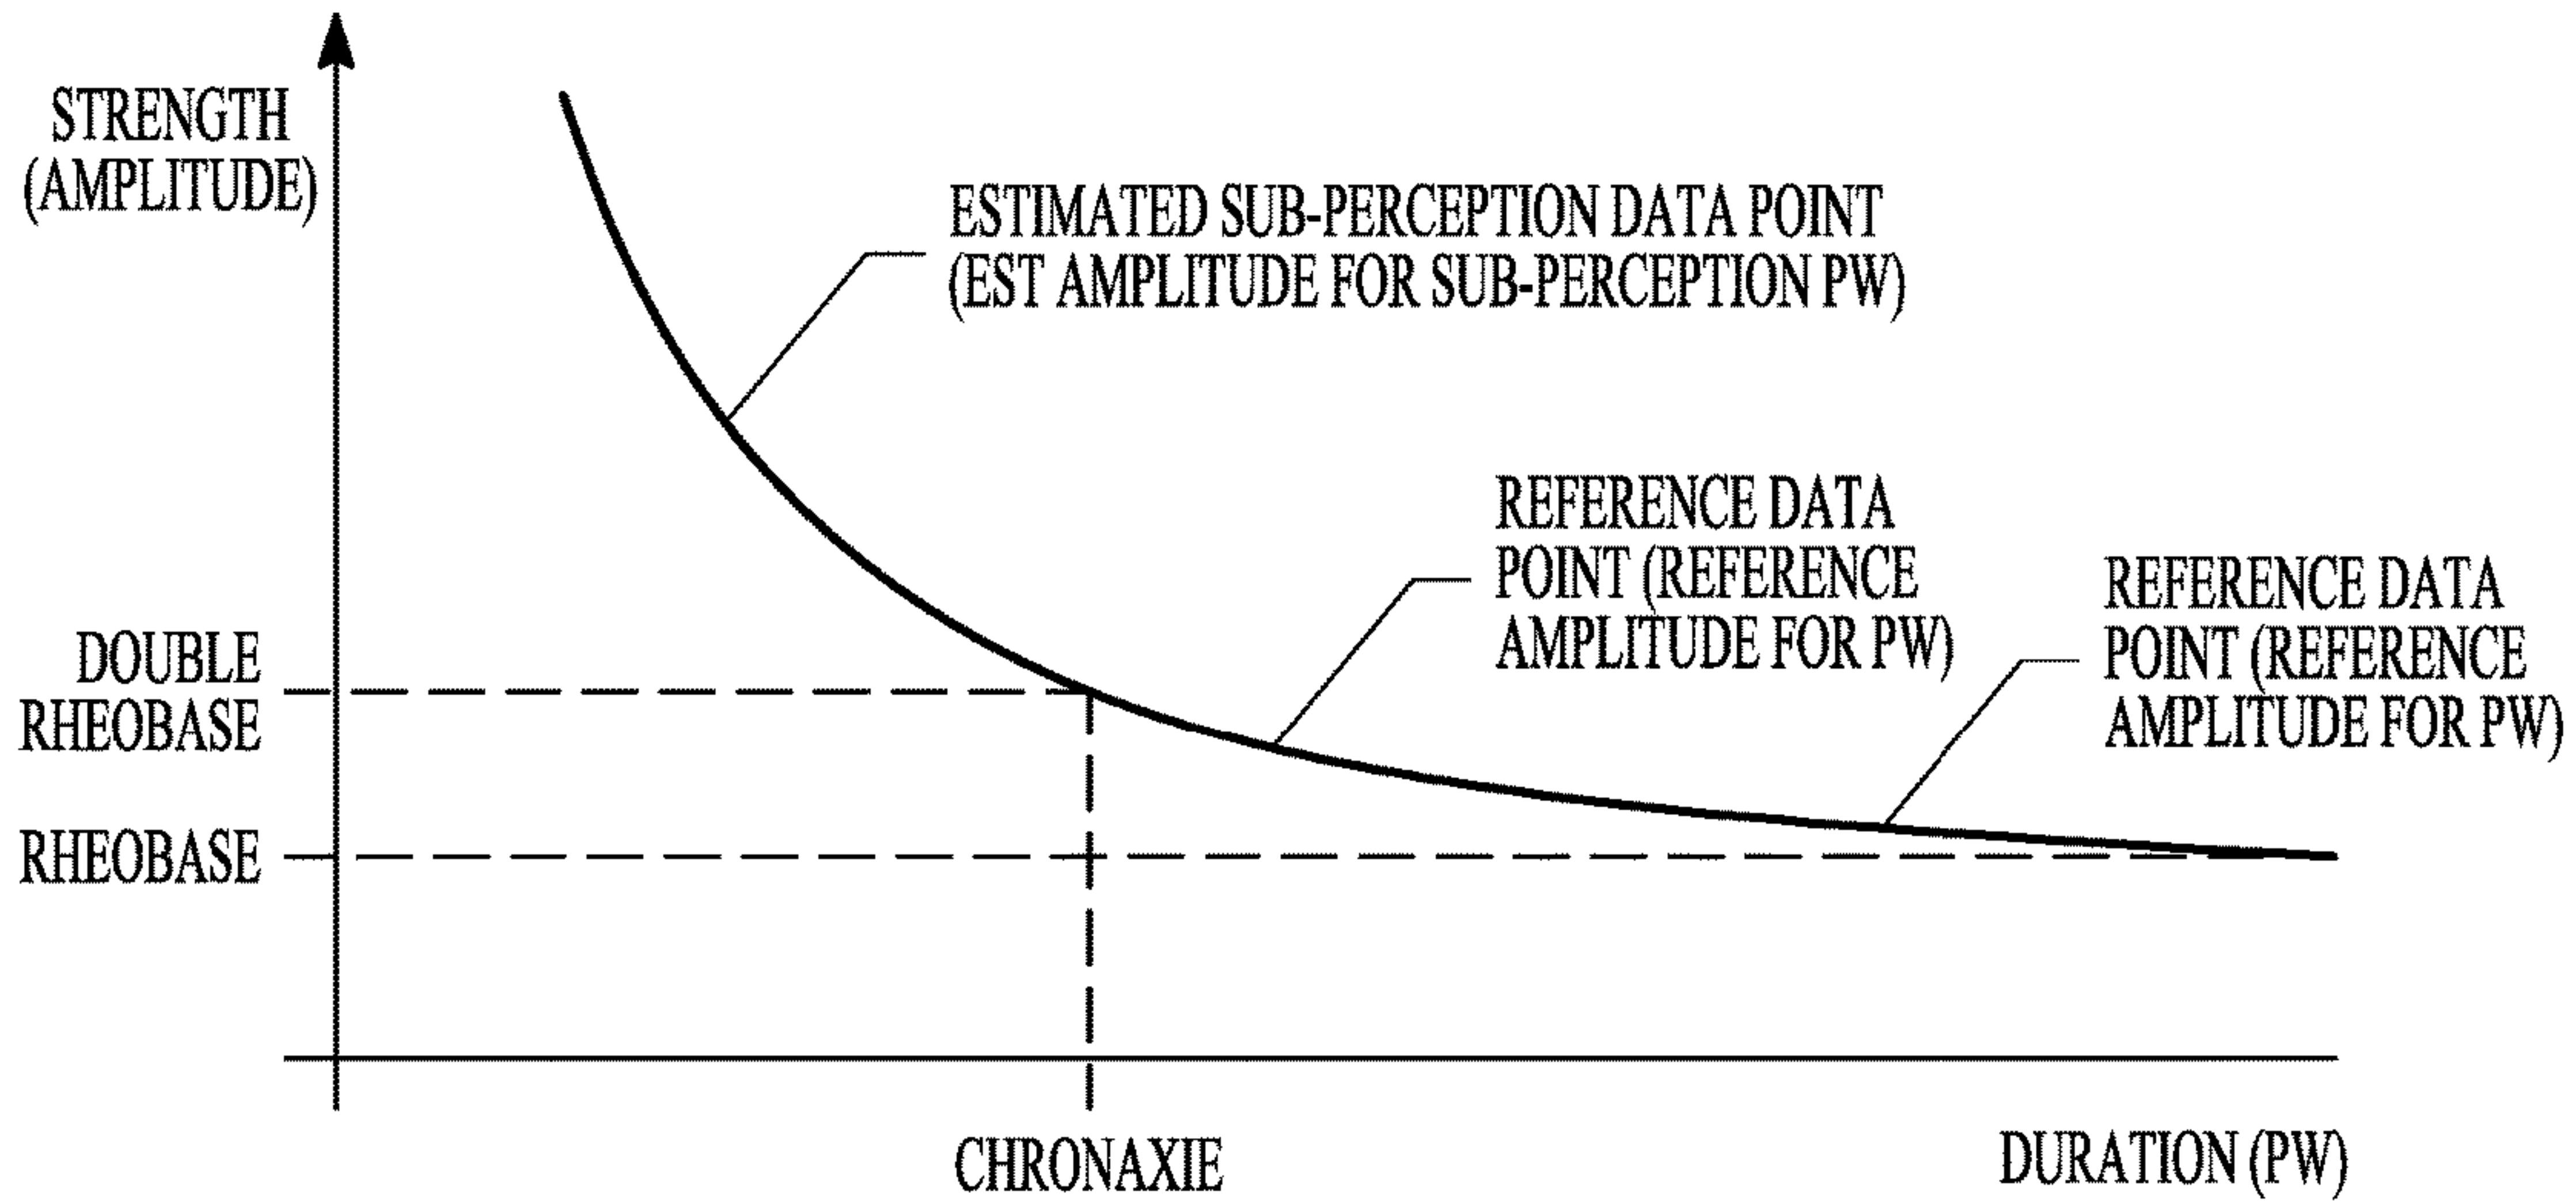 STRENGTH
(AMPLITUDE)
ESTIMATED SUB-PERCEPTION DATA POINT
(EST AMPLITUDE FOR SUB-PERCEPTION PW)
REFERENCE DATA
POINT (REFERENCE
AMPLITUDE FOR PW)
REFERENCE DATA
POINT (REFERENCE
AMPLITUDE FOR PW)
DOUBLE
RHEOBASE
RHEOBASE
CHRONAXIE
DURATION (PW)